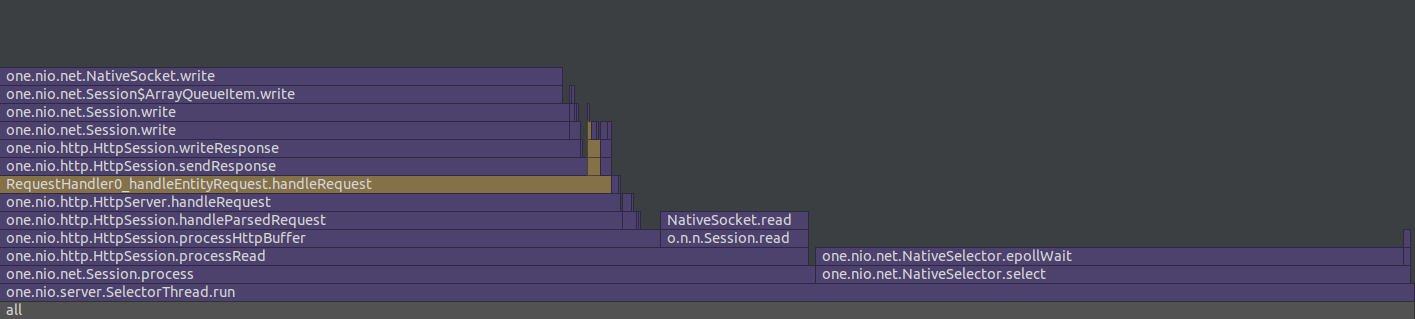 one.nio.net.NativeSocket.write
one.nio.net.Session$ArrayQueueItem.write
one.nio.net.Session.write
one.nio.net.Session.write
one.nio.http.HttpSession.writeResponse
one.nio.http.HttpSession.sendResponse
RequestHandler0_handleEntityRequest.handleRequest
one.nio.http.HttpServer.handleRequest
one.nio.http.HttpSession.handleParsedRequest NativeSocket.read
one.nio.http.HttpSession.processHttpBuffer o.n.n.Session.read
one.nio.http.HttpSession.processRead one.nio.net.NativeSelector.epollWait
one.nio.net.Session.process one.nio.net.NativeSelector.select
one.nio.server.SelectorThread.run
all